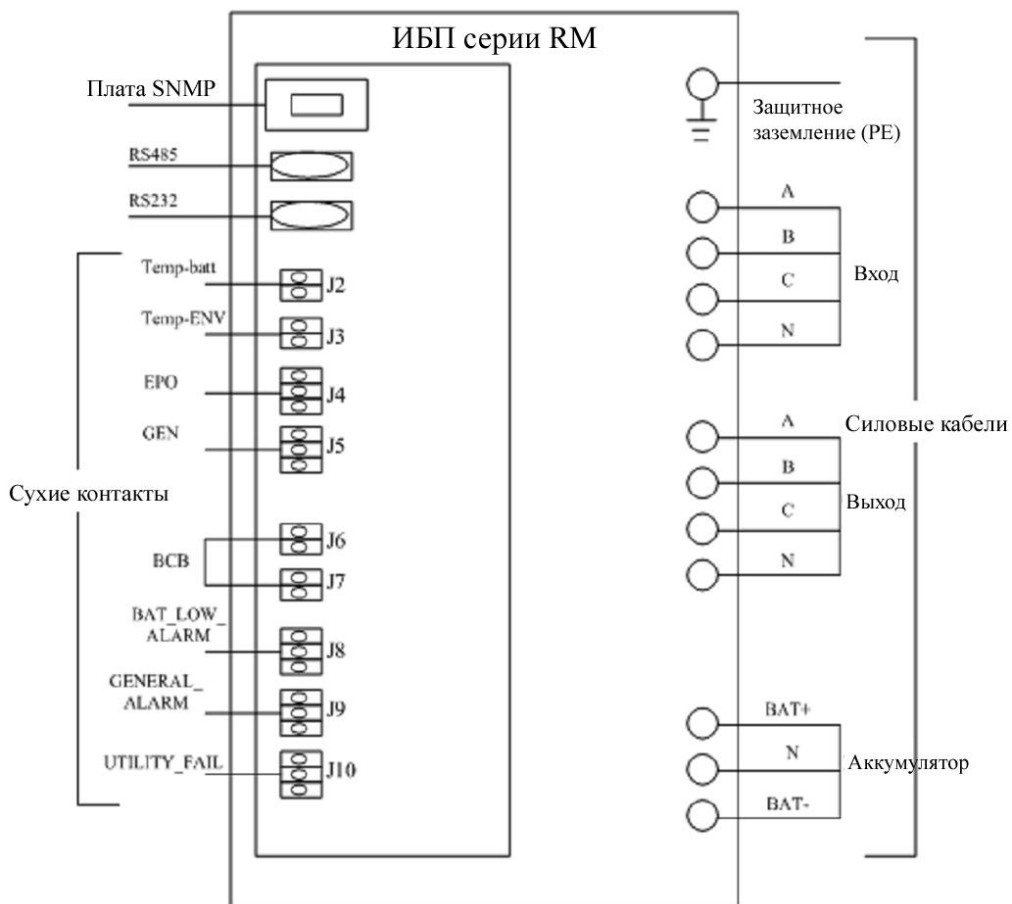 ИБП серии RM
Плата SNMP
RS485
RS232
Temp-batt
J2
Temp-ENV
J3
EPO
J4
GEN
J5
Сухие контакты
BCB
J6
J7
BAT_LOW_
ALARM
J8
GENERAL_
ALARM
J9
UTILITY_FAIL
J10
Защитное
заземление (PE)
A
B
C
N
Вход
Силовые кабели
A
B
C
N
Выход
BAT+
N
BAT-
Аккумулятор